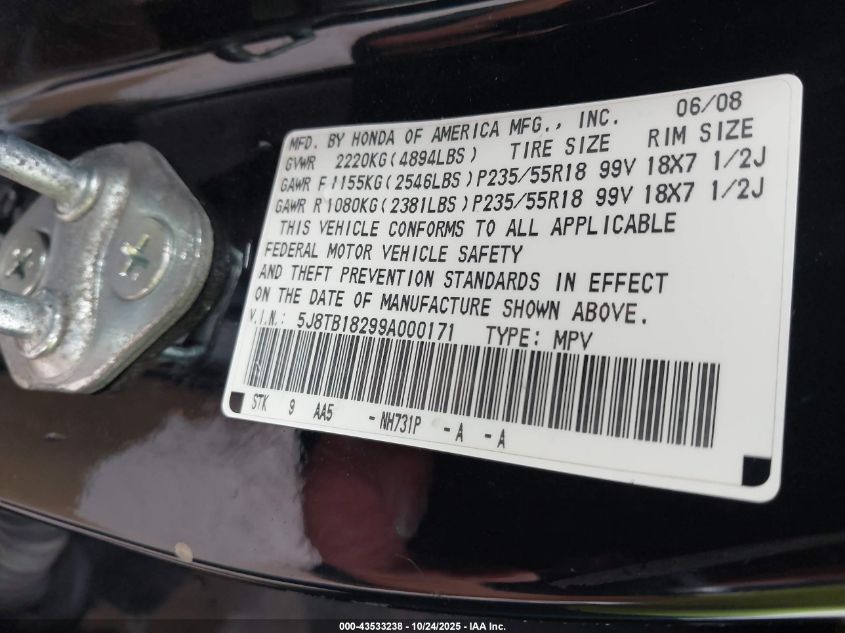 MFD. BY HONDA OF AMERICA MFG., INC. 06/08
GVWR 2220KG(4894LBS) TIRE SIZE RIM SIZE
GAWR F1155KG(2546LBS)P235/55R18 99V 18X7 1/2J
GAWR R1080KG(2381LBS)P235/55R18 99V 18X7 1/2J
THIS VEHICLE CONFORMS TO ALL APPLICABLE
FEDERAL MOTOR VEHICLE SAFETY
AND THEFT PREVENTION STANDARDS IN EFFECT
ON THE DATE OF MANUFACTURE SHOWN ABOVE.
V.I.N.: 5J8TB18299A000171 TYPE: MPV
STK 9 AA5 -NH731P -A -A
000-43533238 - 10/24/2025 - IAA Inc.